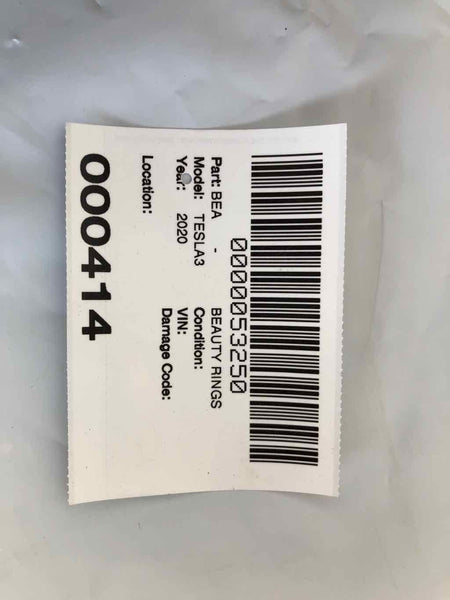 0000053250
Part: BEA - BEAUTY RINGS
Model: TESLA3 Condition:
Year: 2020 VIN:
Damage Code:
Location:
000414